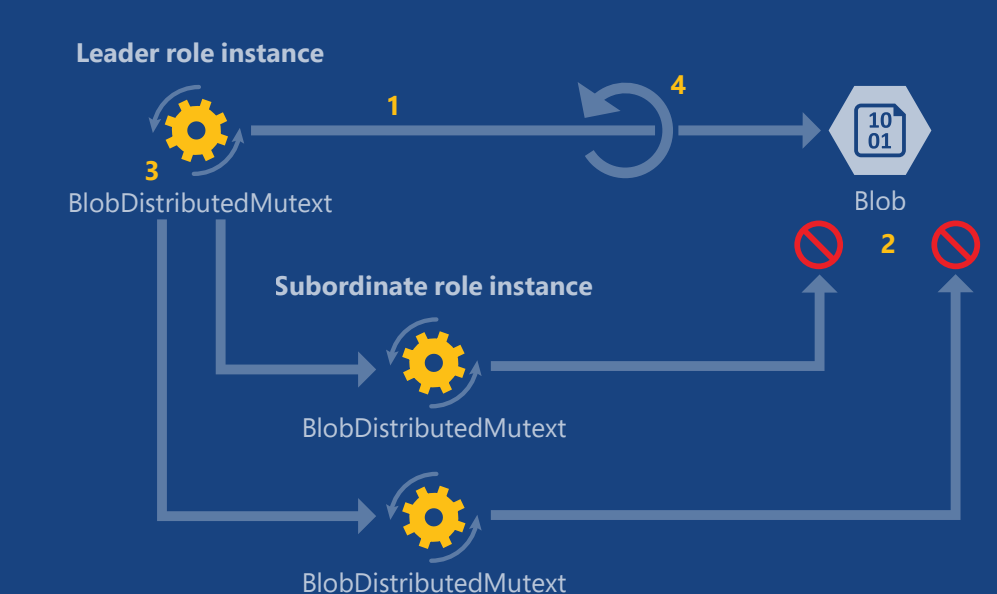 Leader role instance
1
4
10
01
3
BlobDistributedMutext
Blob
2
Subordinate role instance
BlobDistributedMutext
BlobDistributedMutext